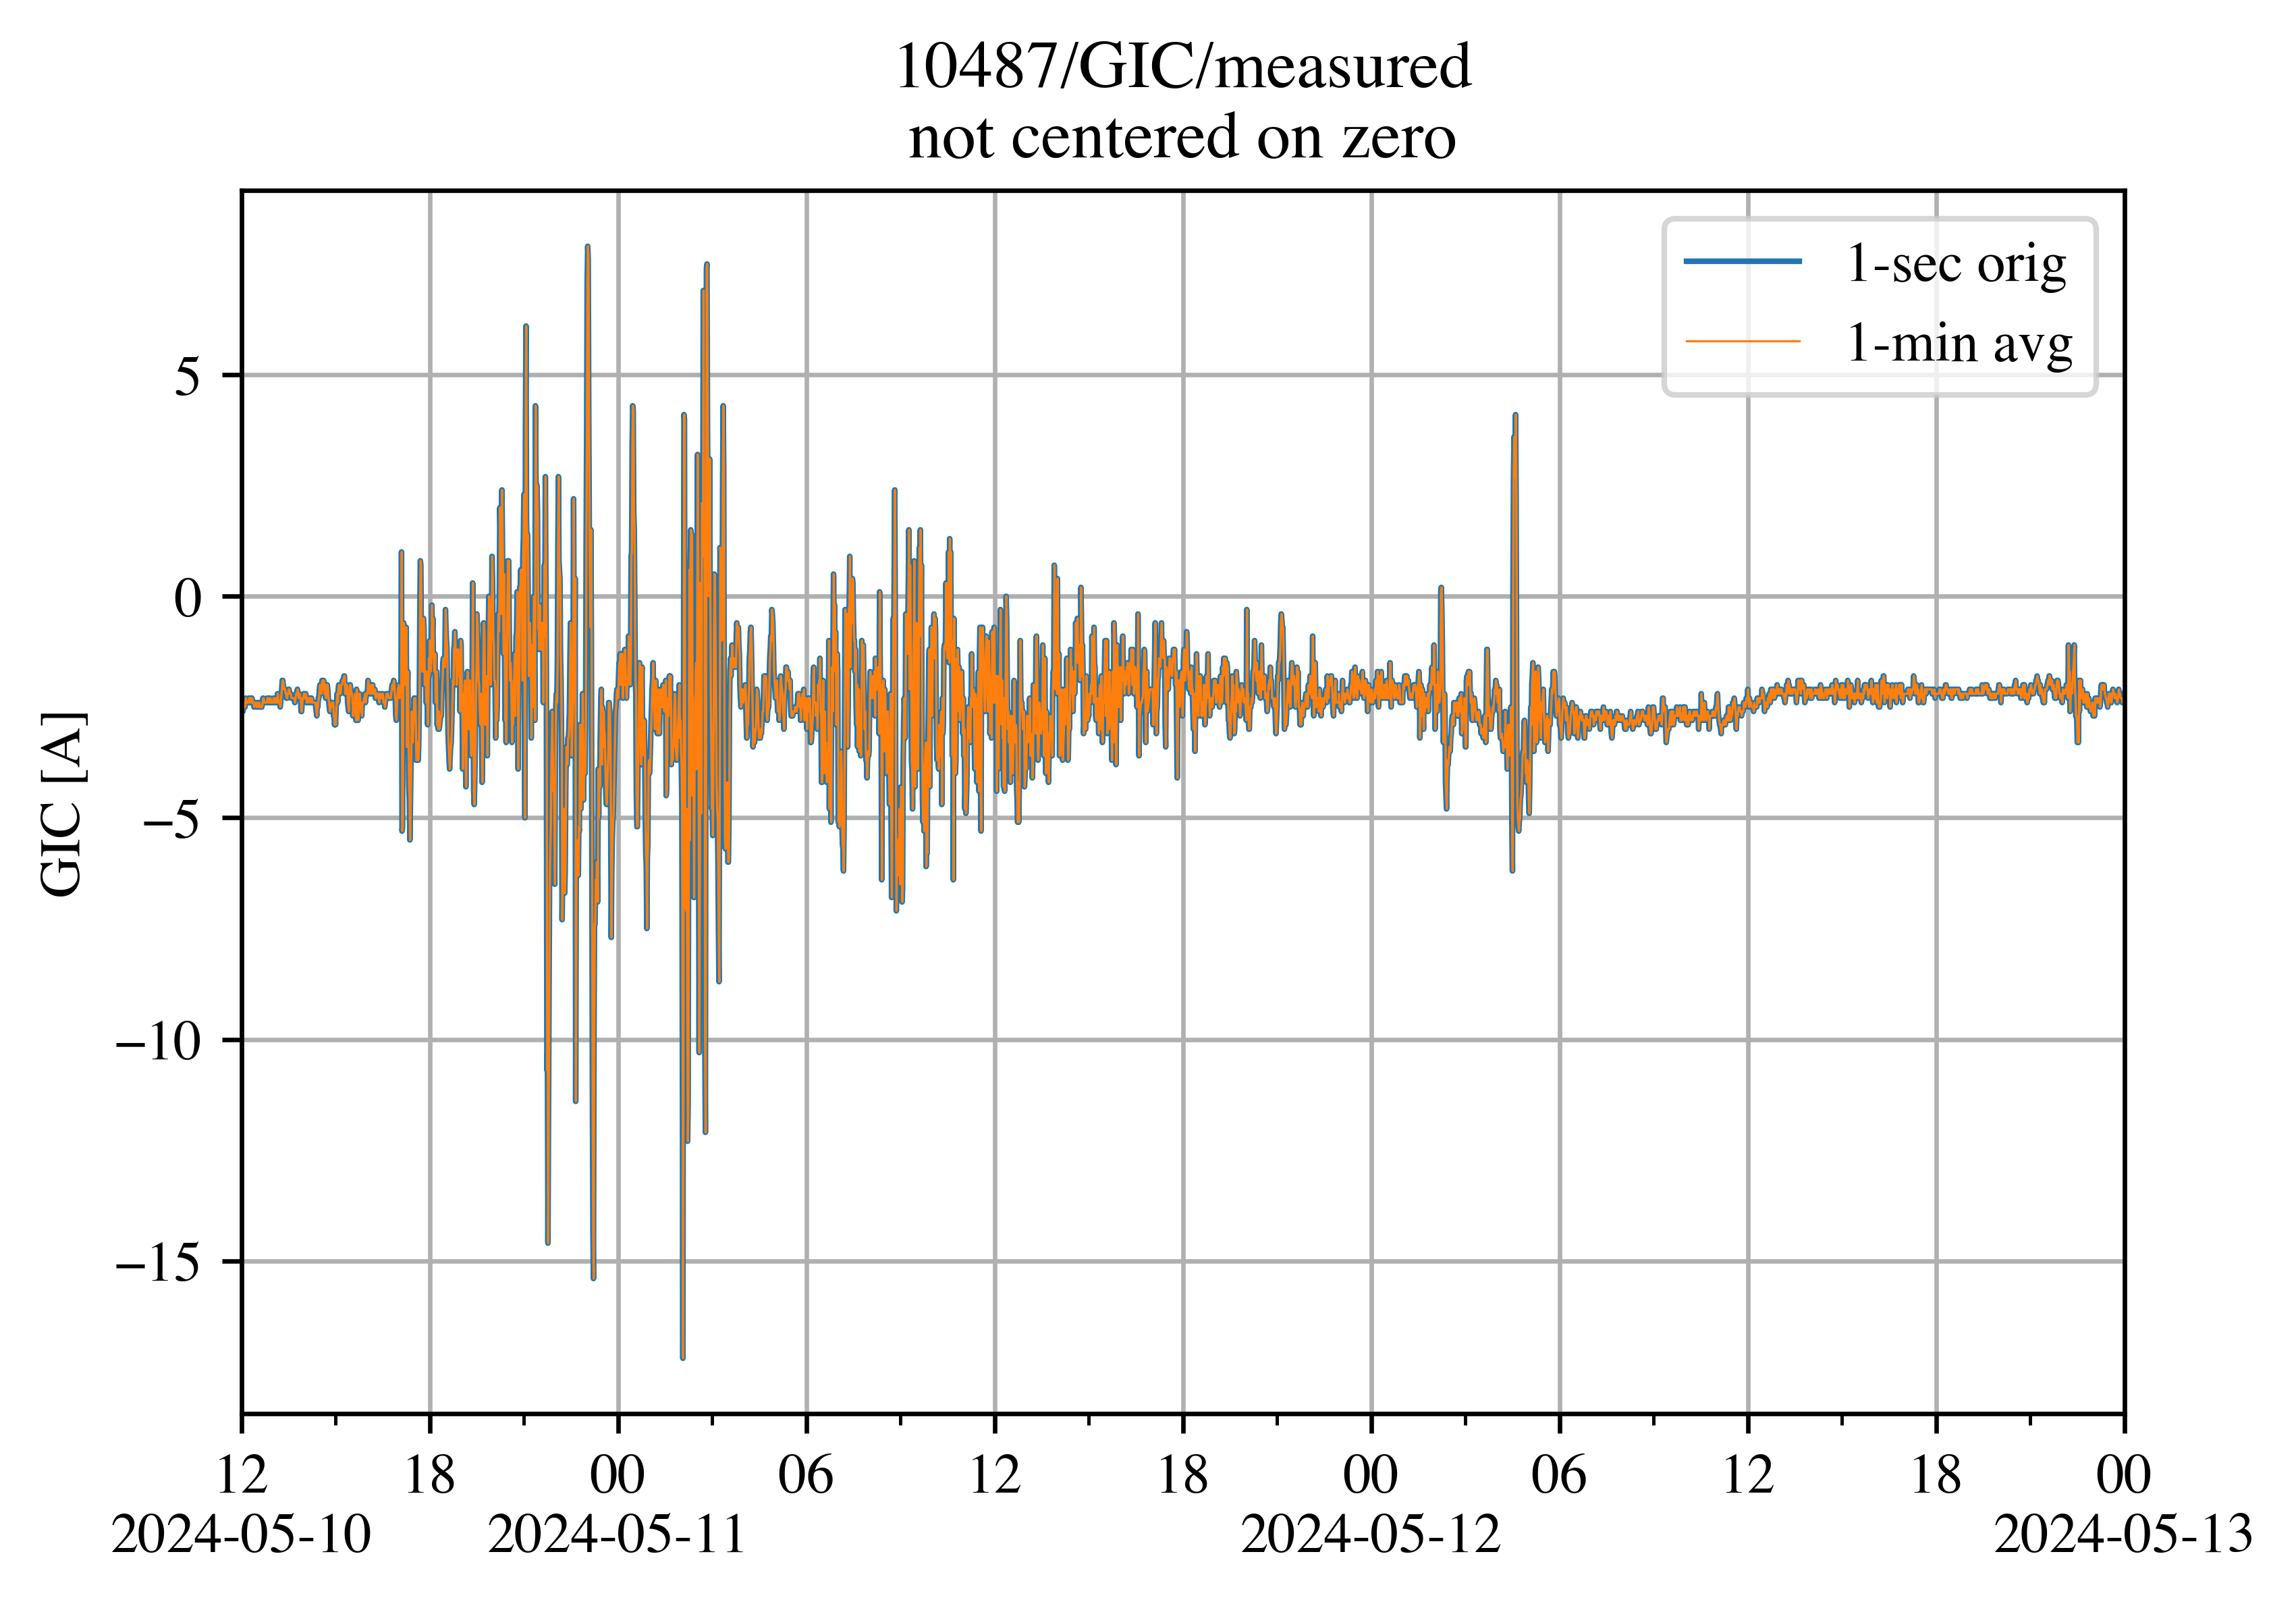 10487/GIC/measured
not centered on zero
1-sec orig
1-min avg
GIC [A]
5
0
−5
−10
−15
12 18 00 06 12 18 00 06 12 18 00
2024-05-10 2024-05-11 2024-05-12 2024-05-13